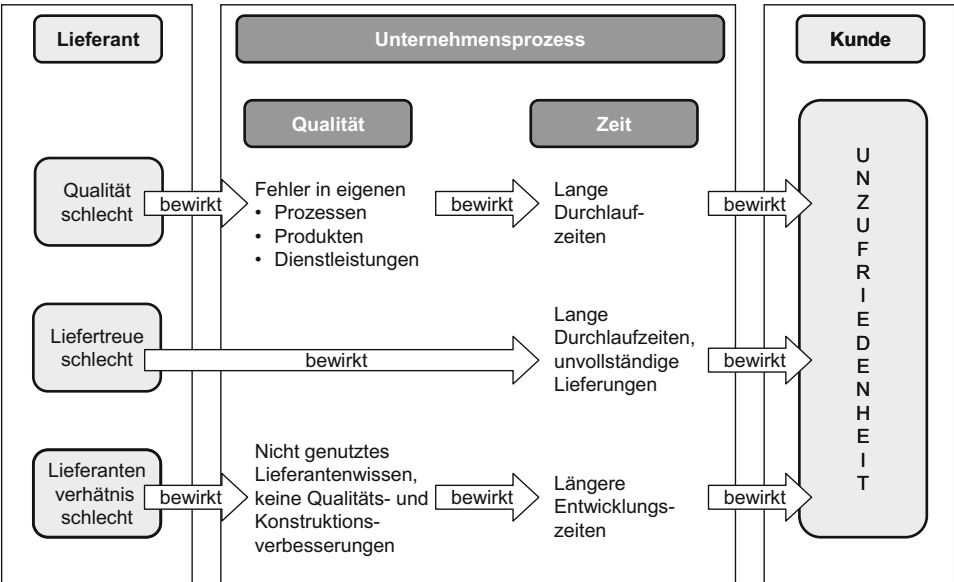 Lieferant
Unternehmensprozess
Kunde
Qualität
Zeit
Qualität
schlecht
bewirkt
Fehler in eigenen
• Prozessen
• Produkten
• Dienstleistungen
bewirkt
Lange
Durchlauf-
zeiten
bewirkt
Liefertreue
schlecht
bewirkt
Lange
Durchlaufzeiten,
unvollständige
Lieferungen
bewirkt
Lieferanten
verhätnis
schlecht
bewirkt
Nicht genutztes
Lieferantenwissen,
keine Qualitäts- und
Konstruktions-
verbesserungen
bewirkt
Längere
Entwicklungs-
zeiten
bewirkt
UNZUFRIEDENHEIT